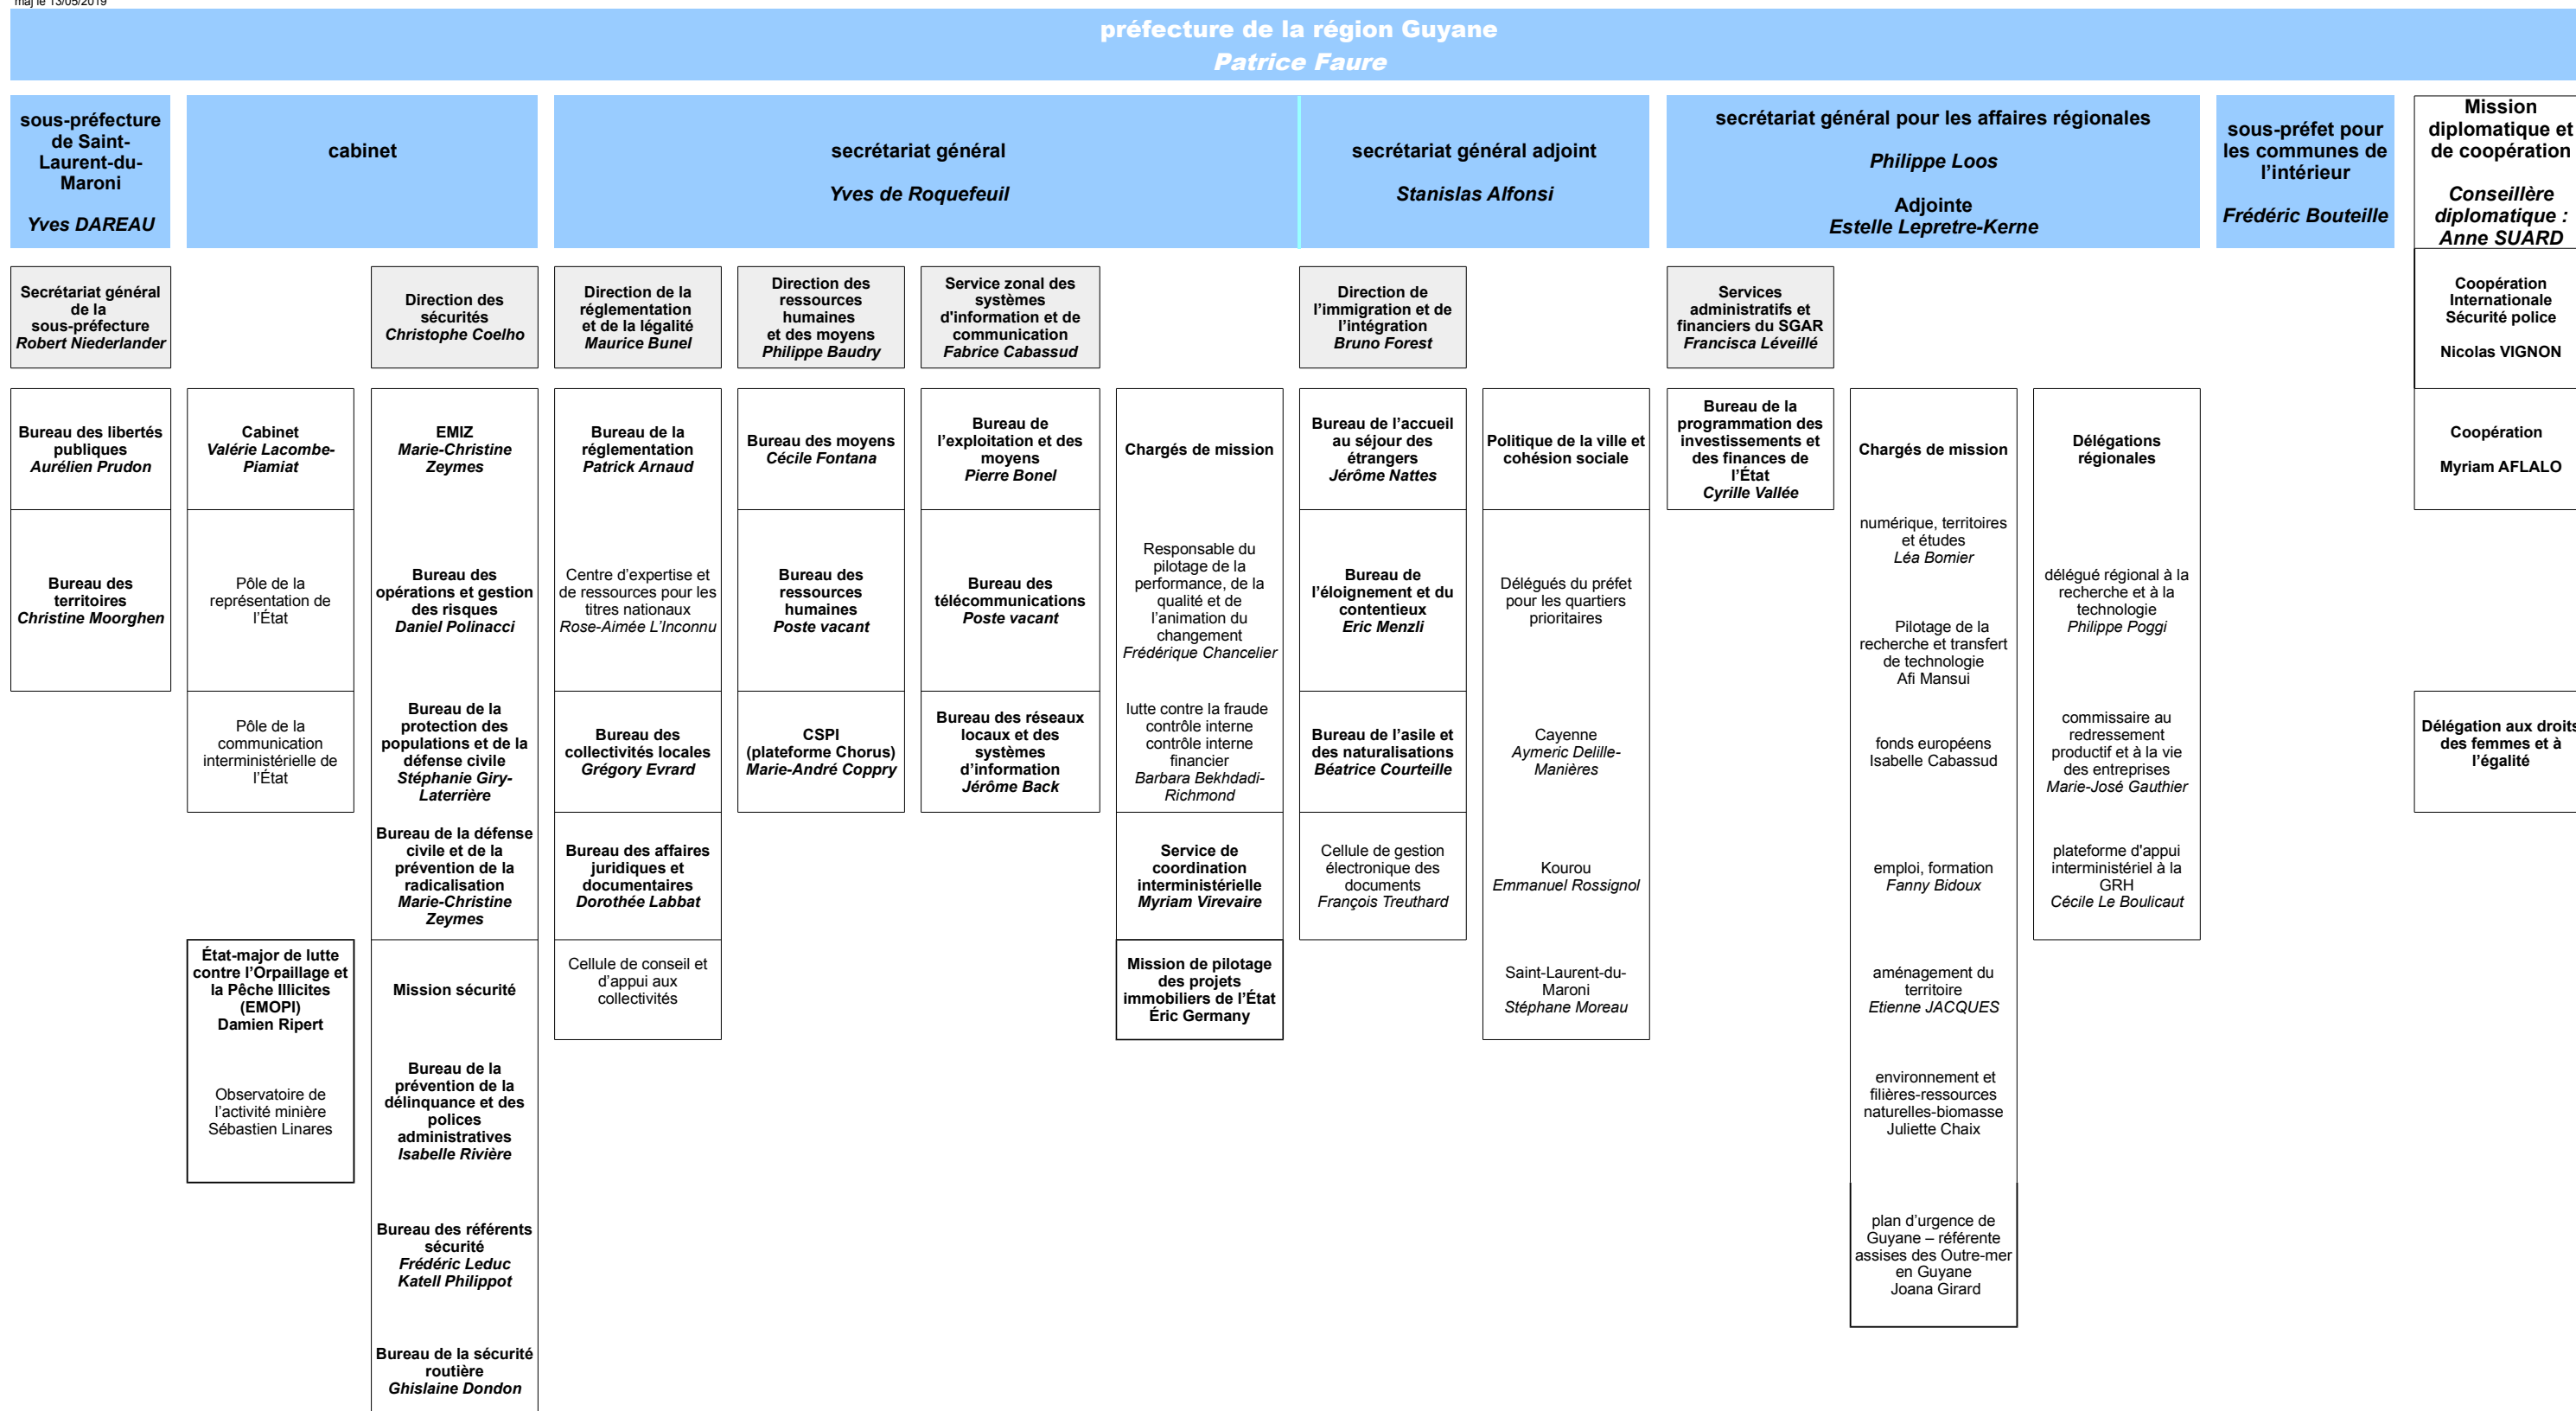 maj le 13/05/2019
préfecture de la région Guyane
Patrice Faure
sous-préfecture
de Saint-
Laurent-du-
Maroni
Yves DAREAU
cabinet
secrétariat général
Yves de Roquefeuil
secrétariat général adjoint
Stanislas Alfonsi
secrétariat général pour les affaires régionales
Philippe Loos
Adjointe
Estelle Lepretre-Kerne
sous-préfet pour
les communes de
l’intérieur
Frédéric Bouteille
Mission
diplomatique et
de coopération
Conseillère
diplomatique :
Anne SUARD
Secrétariat général
de la
sous-préfecture
Robert Niederlander
Direction des
sécurités
Christophe Coelho
Direction de la
réglementation
et de la légalité
Maurice Bunel
Direction des
ressources
humaines
et des moyens
Philippe Baudry
Service zonal des
systèmes
d'information et de
communication
Fabrice Cabassud
Direction de
l’immigration et de
l’intégration
Bruno Forest
Services
administratifs et
financiers du SGAR
Francisca Léveillé
Coopération
Internationale
Sécurité police
Nicolas VIGNON
Bureau des libertés
publiques
Aurélien Prudon
Cabinet
Valérie Lacombe-
Piamiat
EMIZ
Marie-Christine
Zeymes
Bureau de la
réglementation
Patrick Arnaud
Bureau des moyens
Cécile Fontana
Bureau de
l’exploitation et des
moyens
Pierre Bonel
Chargés de mission
Bureau de l’accueil
au séjour des
étrangers
Jérôme Nattes
Politique de la ville et
cohésion sociale
Bureau de la
programmation des
investissements et
des finances de
l’État
Cyrille Vallée
Chargés de mission
Délégations
régionales
Coopération
Myriam AFLALO
Bureau des
territoires
Christine Moorghen
Pôle de la
représentation de
l’État
Bureau des
opérations et gestion
des risques
Daniel Polinacci
Centre d’expertise et
de ressources pour les
titres nationaux
Rose-Aimée L’Inconnu
Bureau des
ressources
humaines
Poste vacant
Bureau des
télécommunications
Poste vacant
Responsable du
pilotage de la
performance, de la
qualité et de
l’animation du
changement
Frédérique Chancelier
Bureau de
l’éloignement et du
contentieux
Eric Menzli
Délégués du préfet
pour les quartiers
prioritaires
numérique, territoires
et études
Léa Bomier
Pilotage de la
recherche et transfert
de technologie
Afi Mansui
délégué régional à la
recherche et à la
technologie
Philippe Poggi
Pôle de la
communication
interministérielle de
l’État
Bureau de la
protection des
populations et de la
défense civile
Stéphanie Giry-
Laterrière
Bureau des
collectivités locales
Grégory Evrard
CSPI
(plateforme Chorus)
Marie-André Coppry
Bureau des réseaux
locaux et des
systèmes
d’information
Jérôme Back
lutte contre la fraude
contrôle interne
contrôle interne
financier
Barbara Bekhdadi-
Richmond
Bureau de l’asile et
des naturalisations
Béatrice Courteille
Cayenne
Aymeric Delille-
Manières
fonds européens
Isabelle Cabassud
commissaire au
redressement
productif et à la vie
des entreprises
Marie-José Gauthier
Délégation aux droits
des femmes et à
l’égalité
Bureau de la défense
civile et de la
prévention de la
radicalisation
Marie-Christine
Zeymes
Bureau des affaires
juridiques et
documentaires
Dorothée Labbat
Service de
coordination
interministérielle
Myriam Virevaire
Cellule de gestion
électronique des
documents
François Treuthard
Kourou
Emmanuel Rossignol
emploi, formation
Fanny Bidoux
plateforme d'appui
interministériel à la
GRH
Cécile Le Boulicaut
État-major de lutte
contre l’Orpaillage et
la Pêche Illicites
(EMOPI)
Damien Ripert
Mission sécurité
Cellule de conseil et
d’appui aux
collectivités
Mission de pilotage
des projets
immobiliers de l’État
Éric Germany
Saint-Laurent-du-
Maroni
Stéphane Moreau
aménagement du
territoire
Etienne JACQUES
Observatoire de
l’activité minière
Sébastien Linares
Bureau de la
prévention de la
délinquance et des
polices
administratives
Isabelle Rivière
environnement et
filières-ressources
naturelles-biomasse
Juliette Chaix
Bureau des référents
sécurité
Frédéric Leduc
Katell Philippot
plan d’urgence de
Guyane – référente
assises des Outre-mer
en Guyane
Joana Girard
Bureau de la sécurité
routière
Ghislaine Dondon